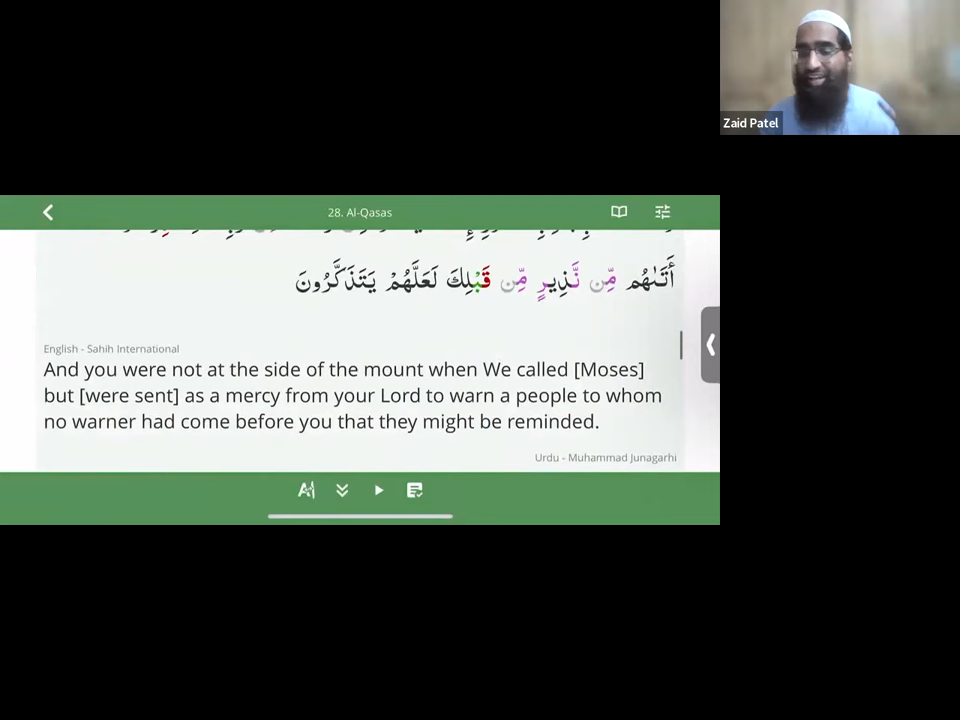 Zaid Patel
28. Al-Qasas
أَتَىٰهُم مِّن نَّذِيرٍ مِّن قَبْلِكَ لَعَلَّهُمْ يَتَذَكَّرُونَ
English - Sahih International
And you were not at the side of the mount when We called [Moses]
but [were sent] as a mercy from your Lord to warn a people to whom
no warner had come before you that they might be reminded.
Urdu - Muhammad Junagarhi